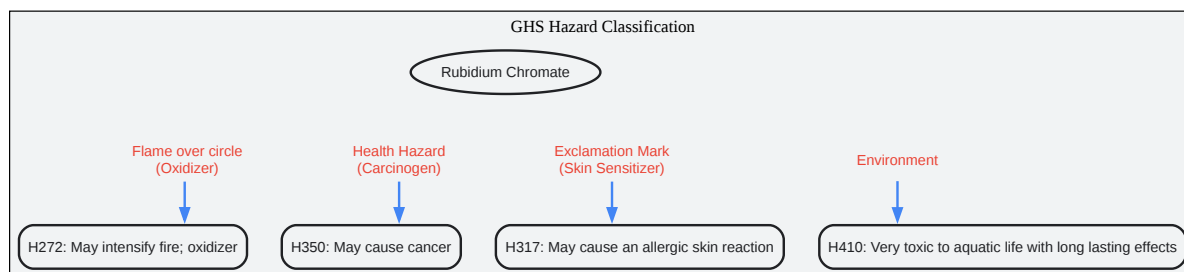 GHS Hazard Classification
Rubidium Chromate
Flame over circle
(Oxidizer)
Health Hazard
(Carcinogen)
Exclamation Mark
(Skin Sensitizer)
Environment
H272: May intensify fire; oxidizer
H350: May cause cancer
H317: May cause an allergic skin reaction
H410: Very toxic to aquatic life with long lasting effects